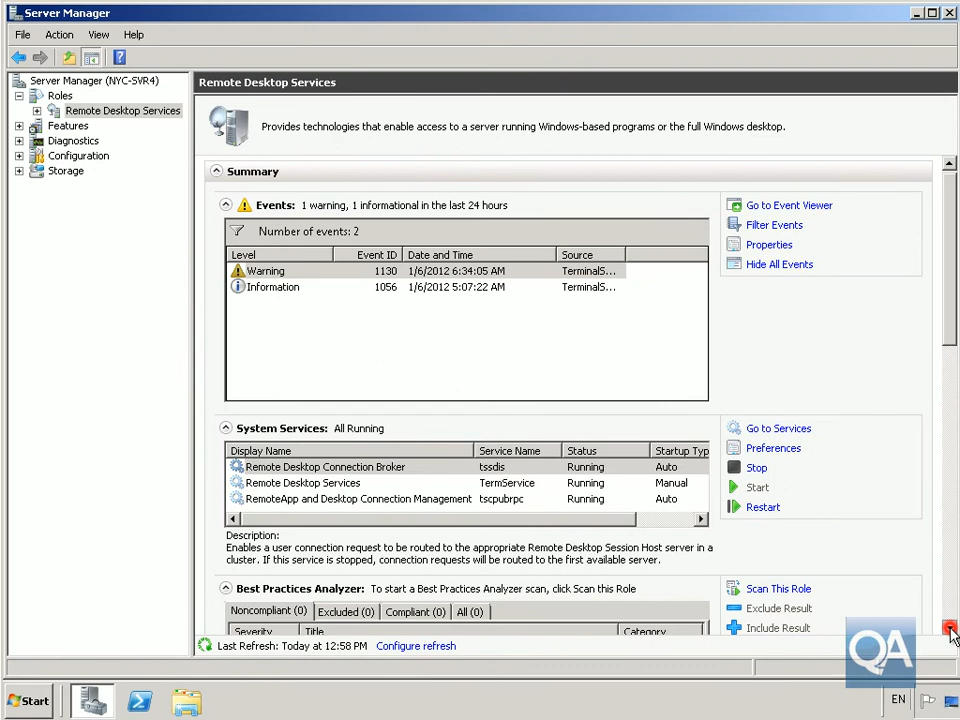 Server Manager
File Action View Help
Server Manager (NYC-SVR4)
Roles
Remote Desktop Services
Features
Diagnostics
Configuration
Storage
Remote Desktop Services
Provides technologies that enable access to a server running Windows-based programs or the full Windows desktop.
Summary
Events: 1 warning, 1 informational in the last 24 hours
Number of events: 2
Level Event ID Date and Time Source
Warning 1130 1/6/2012 6:34:05 AM TerminalS...
Information 1056 1/6/2012 5:07:22 AM TerminalS...
Go to Event Viewer
Filter Events
Properties
Hide All Events
System Services: All Running
Display Name Service Name Status Startup Typ
Remote Desktop Connection Broker tssdis Running Auto
Remote Desktop Services TermService Running Manual
RemoteApp and Desktop Connection Management tscpubrpc Running Auto
Description:
Enables a user connection request to be routed to the appropriate Remote Desktop Session Host server in a
cluster. If this service is stopped, connection requests will be routed to the first available server.
Go to Services
Preferences
Stop
Start
Restart
Best Practices Analyzer: To start a Best Practices Analyzer scan, click Scan this Role
Noncompliant (0) Excluded (0) Compliant (0) All (0)
Severity Title Category
Scan This Role
Exclude Result
Include Result
Last Refresh: Today at 12:58 PM Configure refresh
QA
Start
EN